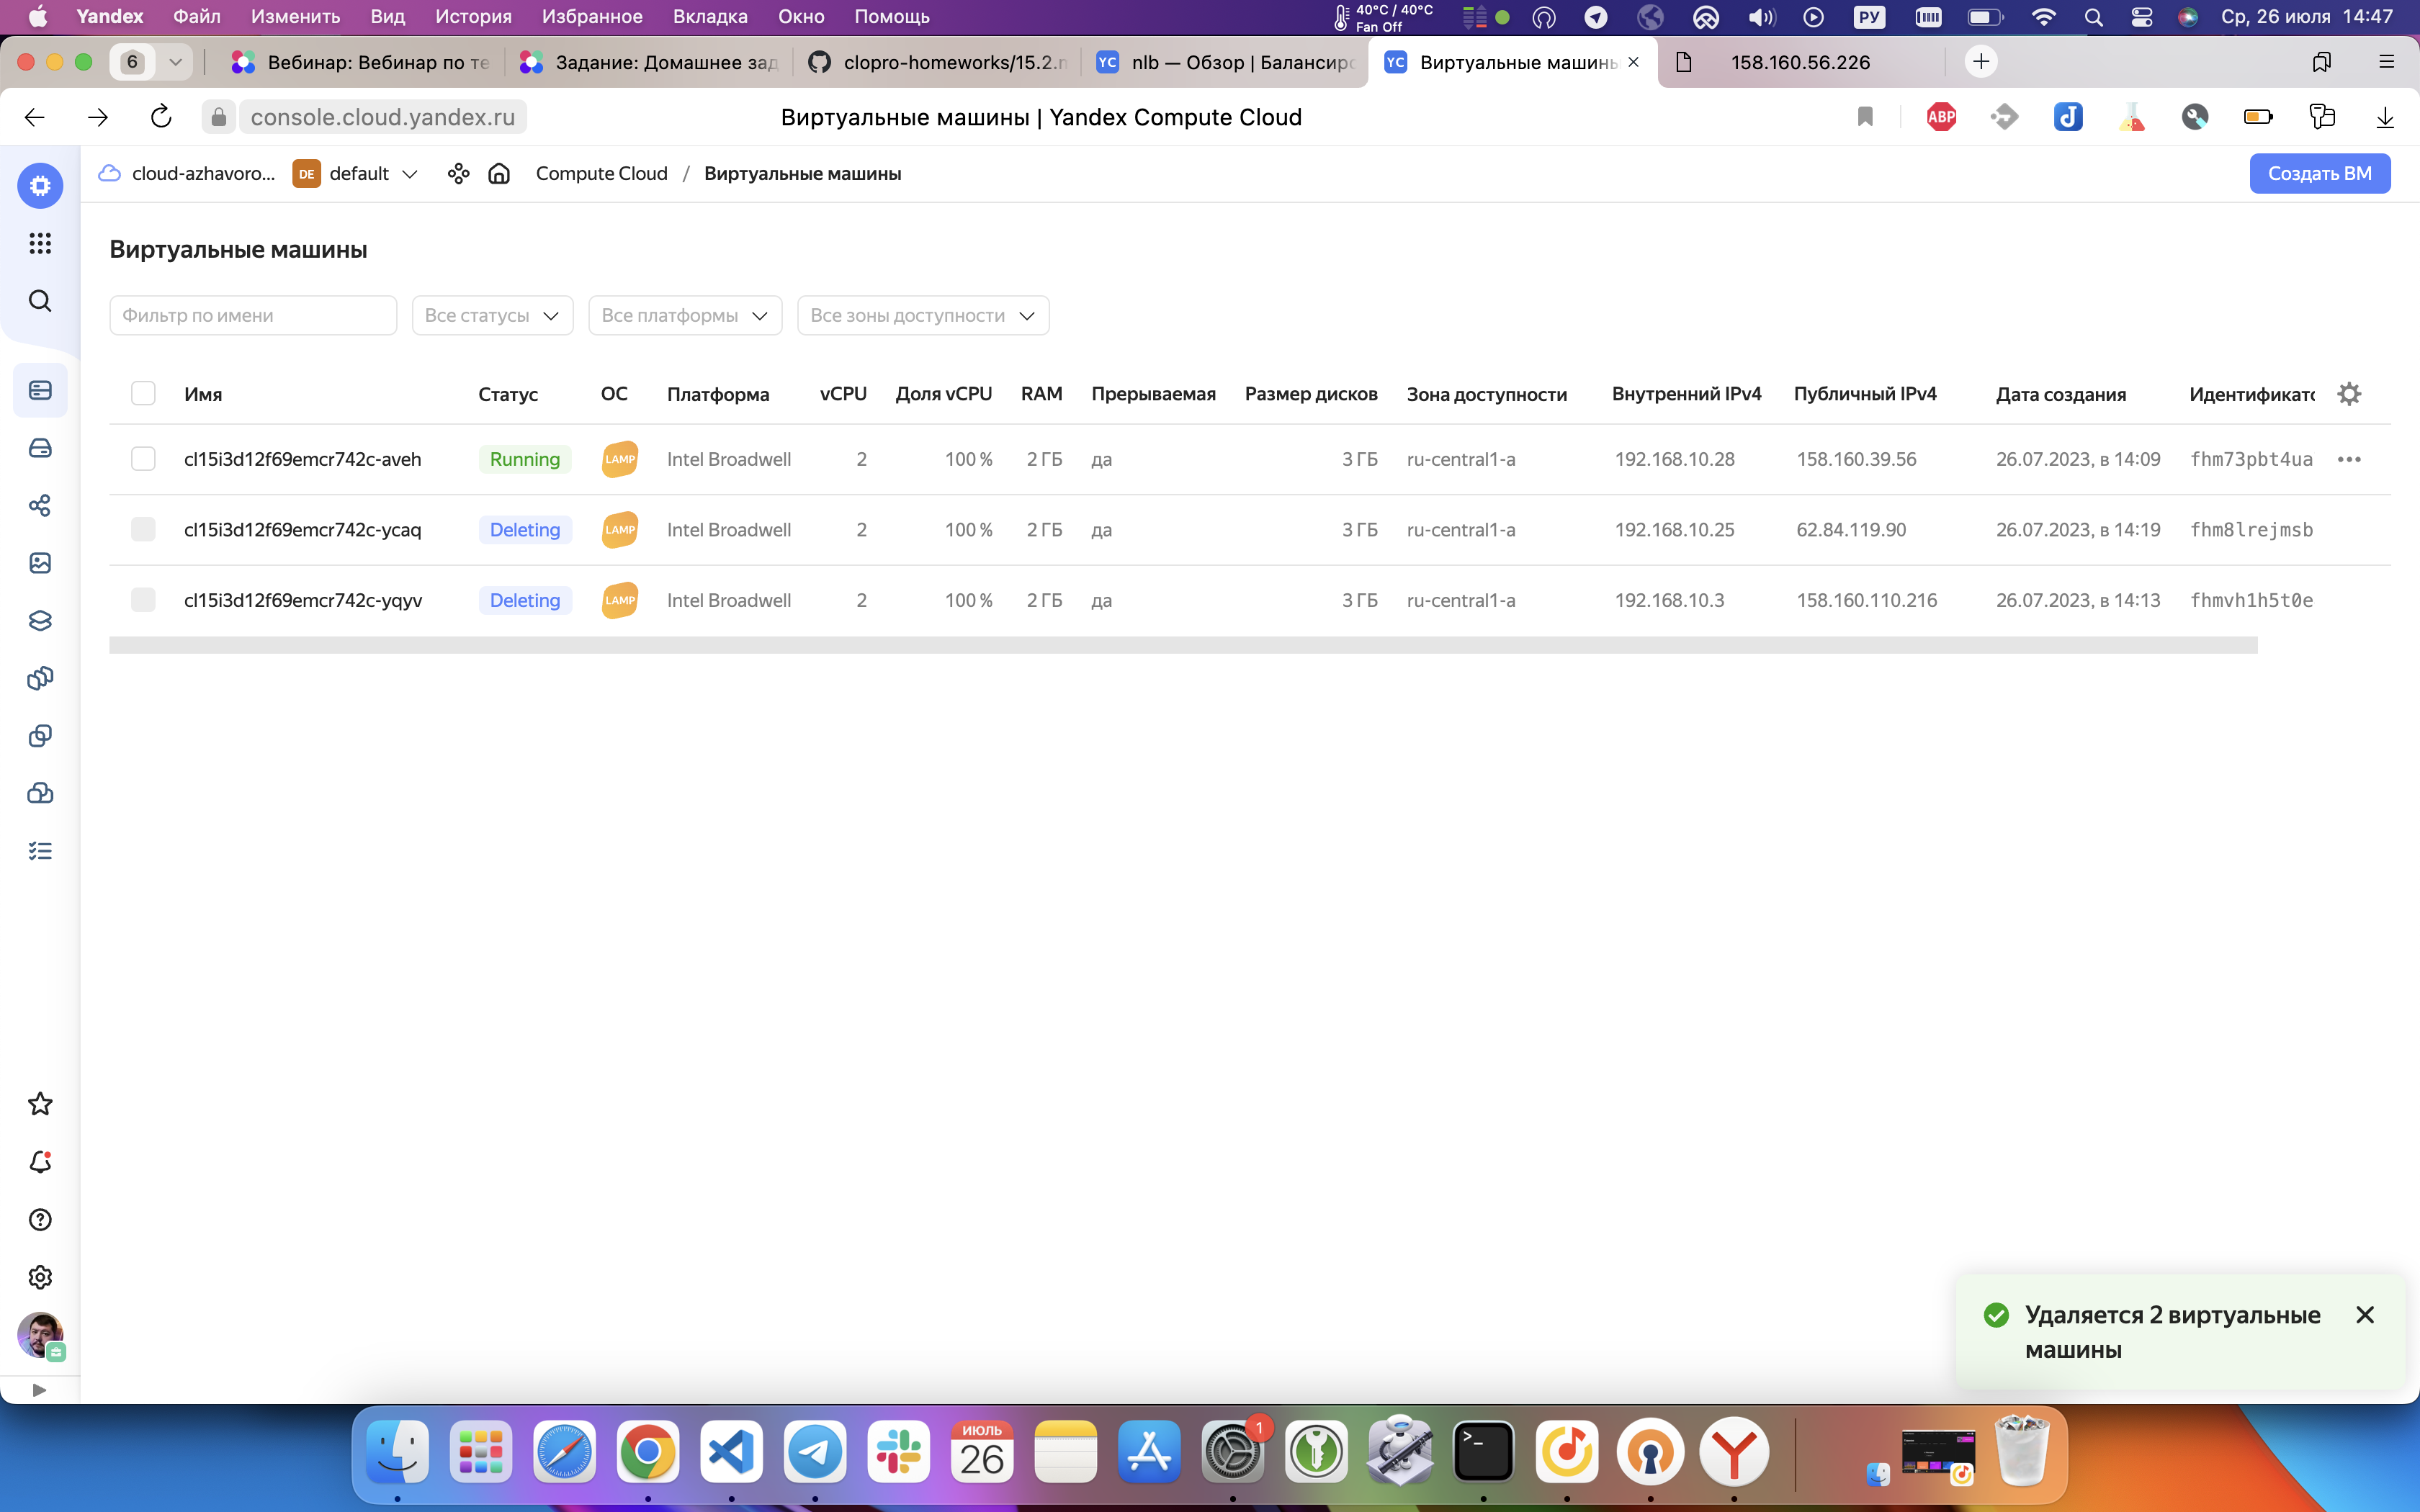 Yandex Файл Изменить Вид История Избранное Вкладка Окно Помощь 40°C / 40°C Fan Off РУ Ср, 26 июля 14:47
6 Вебинар: Вебинар по те Задание: Домашнее зад clopro-homeworks/15.2.m YC nlb — Обзор | Балансирс YC Виртуальные машины 158.160.56.226
console.cloud.yandex.ru Виртуальные машины | Yandex Compute Cloud ABP
cloud-azhavoro... DE default Compute Cloud / Виртуальные машины Создать ВМ
Виртуальные машины
Фильтр по имени Все статусы Все платформы Все зоны доступности
Имя Статус ОС Платформа vCPU Доля vCPU RAM Прерываемая Размер дисков Зона доступности Внутренний IPv4 Публичный IPv4 Дата создания Идентификато
cl15i3d12f69emcr742c-aveh Running LAMP Intel Broadwell 2 100 % 2 ГБ да 3 ГБ ru-central1-a 192.168.10.28 158.160.39.56 26.07.2023, в 14:09 fhm73pbt4ua
cl15i3d12f69emcr742c-ycaq Deleting LAMP Intel Broadwell 2 100 % 2 ГБ да 3 ГБ ru-central1-a 192.168.10.25 62.84.119.90 26.07.2023, в 14:19 fhm8lrejmsb
cl15i3d12f69emcr742c-yqyv Deleting LAMP Intel Broadwell 2 100 % 2 ГБ да 3 ГБ ru-central1-a 192.168.10.3 158.160.110.216 26.07.2023, в 14:13 fhmvh1h5t0e
Удаляется 2 виртуальные
машины
ИЮЛЬ
26
1